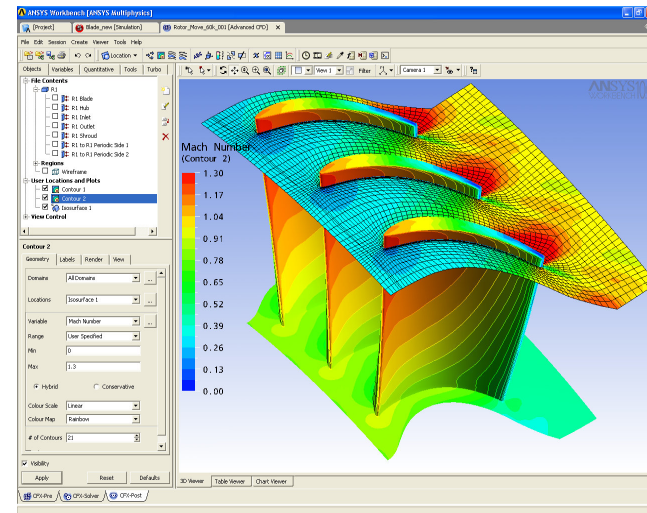 ANSYS Workbench [ANSYS Multiphysics]
[Project]
Blade_new [Simulation]
Rotor_Move_60k_001 [Advanced CFD]
File Edit Session Create Viewer Tools Help
Location
Objects Variables Quantitative Tools Turbo
View 1
Filter
Camera 1
File Contents
R1
R1 Blade
R1 Hub
R1 Inlet
R1 Outlet
R1 Shroud
R1 to R1 Periodic Side 1
R1 to R1 Periodic Side 2
Regions
Wireframe
User Locations and Plots
Contour 1
Contour 2
Isosurface 1
View Control
Contour 2
Geometry Labels Render View
Domains All Domains ...
Locations Isosurface 1 ...
Variable Mach Number ...
Range User Specified
Min 0
Max 1.3
Hybrid Conservative
Colour Scale Linear
Colour Map Rainbow
# of Contours 21
Visibility
Apply Reset Defaults
CFX-Pre CFX-Solver CFX-Post
ANSYS
Mach Number
(Contour 2)
1.30
1.17
1.04
0.91
0.78
0.65
0.52
0.39
0.26
0.13
0.00
3D Viewer Table Viewer Chart Viewer